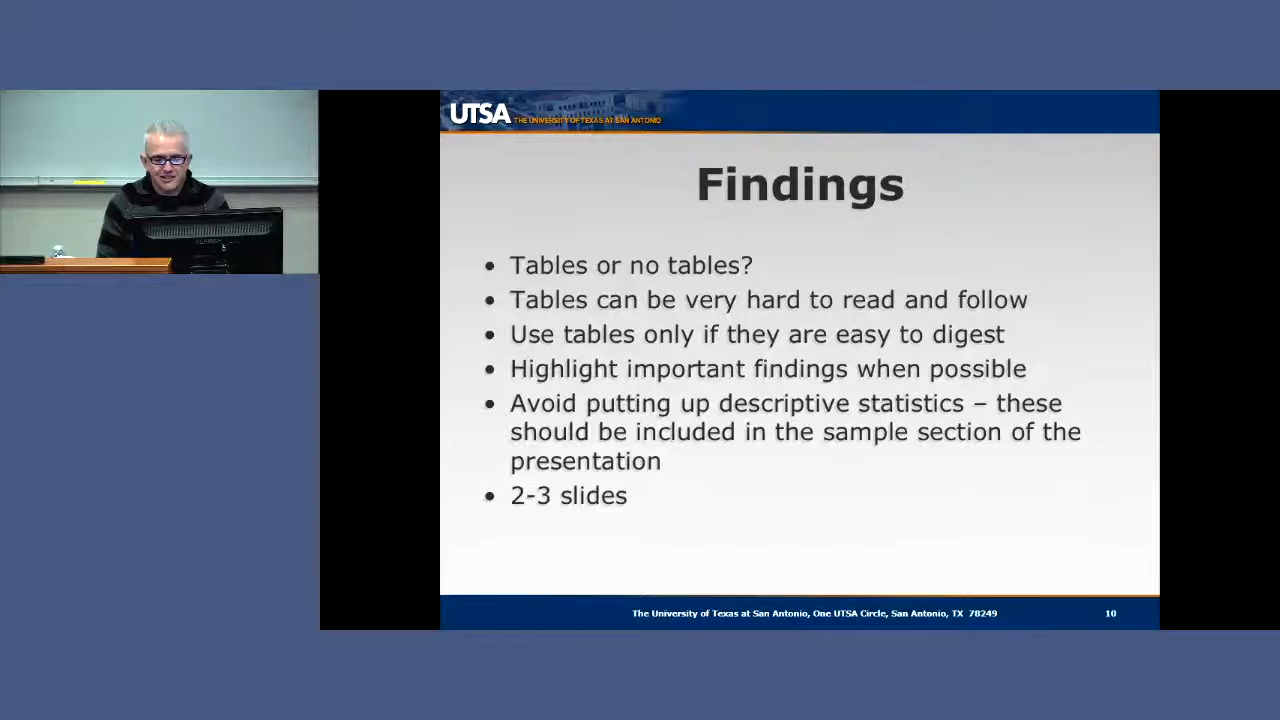 UTSA THE UNIVERSITY OF TEXAS AT SAN ANTONIO
Findings
• Tables or no tables?
• Tables can be very hard to read and follow
• Use tables only if they are easy to digest
• Highlight important findings when possible
• Avoid putting up descriptive statistics – these
should be included in the sample section of the
presentation
• 2-3 slides
The University of Texas at San Antonio, One UTSA Circle, San Antonio, TX 78249 10